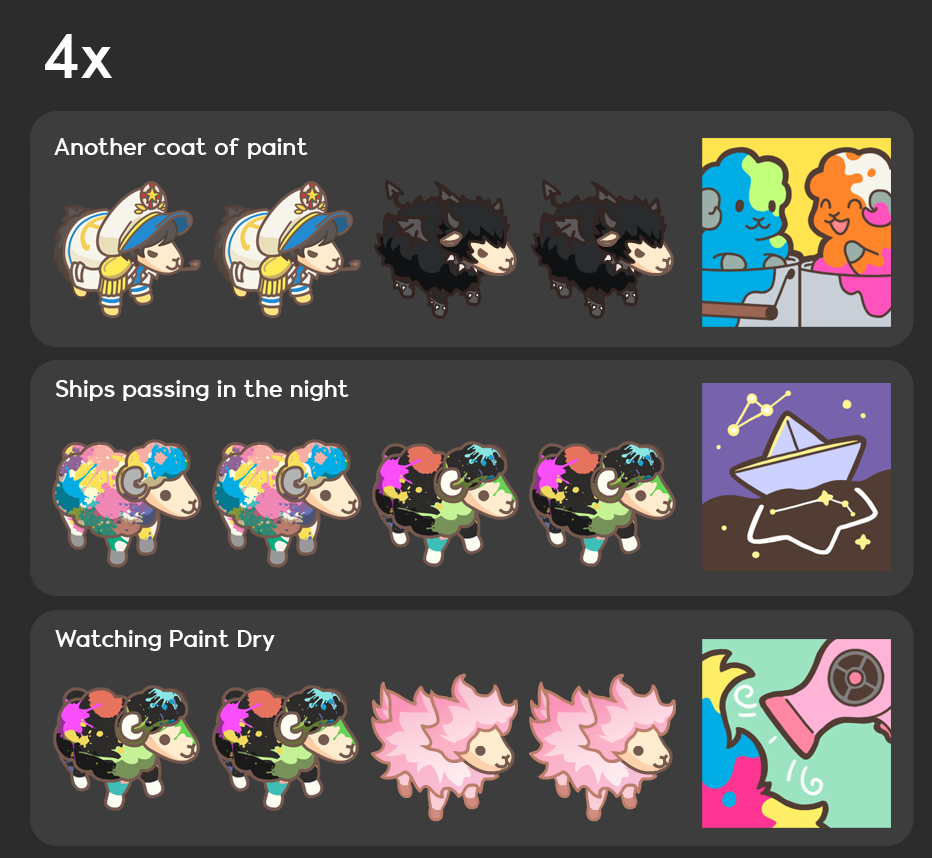 4x
Another coat of paint
Ships passing in the night
Watching Paint Dry